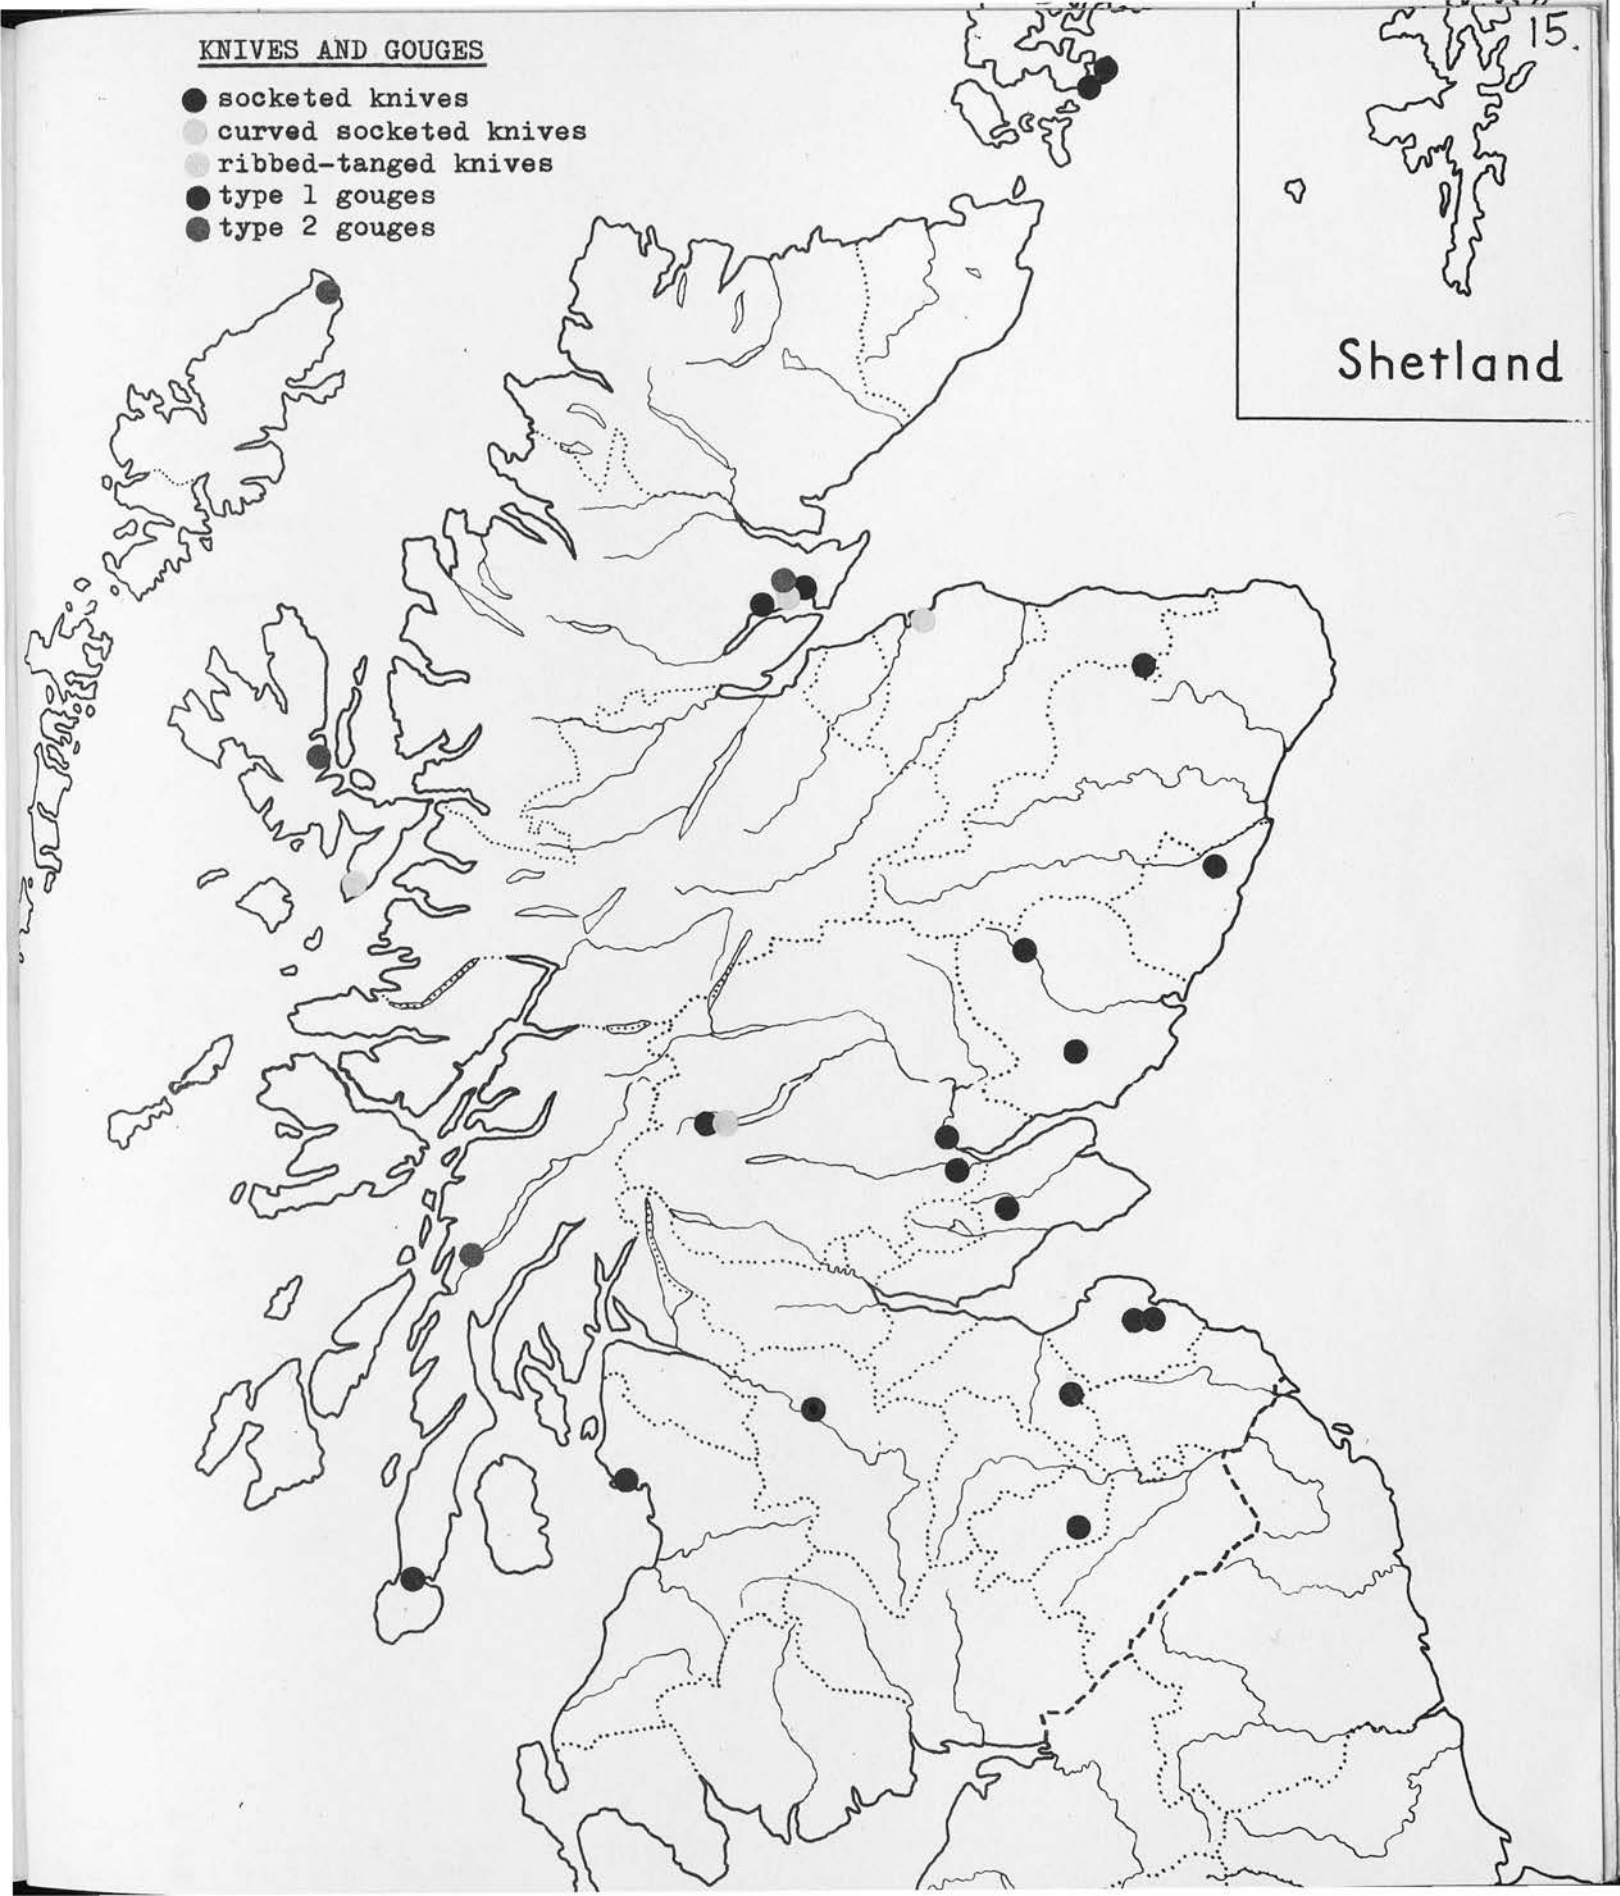 15.
KNIVES AND GOUGES
socketed knives
curved socketed knives
ribbed-tanged knives
type 1 gouges
type 2 gouges
Shetland